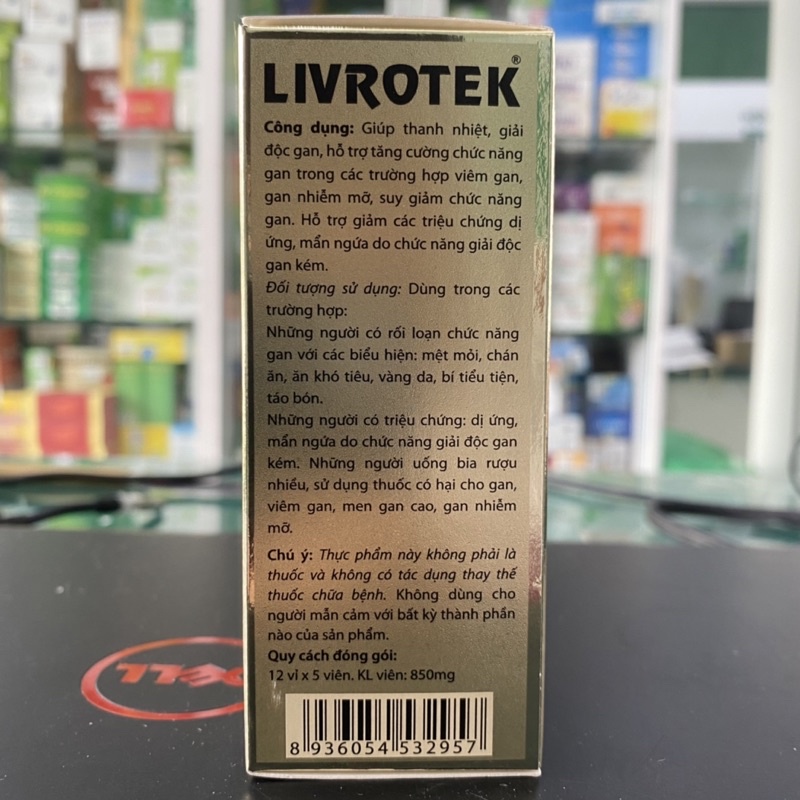 LIVROTEK®
Công dụng: Giúp thanh nhiệt, giải
độc gan, hỗ trợ tăng cường chức năng
gan trong các trường hợp viêm gan,
gan nhiễm mỡ, suy giảm chức năng
gan. Hỗ trợ giảm các triệu chứng dị
ứng, mẩn ngứa do chức năng giải độc
gan kém.
Đối tượng sử dụng: Dùng trong các
trường hợp:
Những người có rối loạn chức năng
gan với các biểu hiện: mệt mỏi, chán
ăn, ăn khó tiêu, vàng da, bí tiểu tiện,
táo bón.
Những người có triệu chứng: dị ứng,
mẩn ngứa do chức năng giải độc gan
kém. Những người uống bia rượu
nhiều, sử dụng thuốc có hại cho gan,
viêm gan, men gan cao, gan nhiễm
mỡ.
Chú ý: Thực phẩm này không phải là
thuốc và không có tác dụng thay thế
thuốc chữa bệnh. Không dùng cho
người mẫn cảm với bất kỳ thành phần
nào của sản phẩm.
Quy cách đóng gói:
12 vỉ x 5 viên. KL viên: 850mg
8 936054 532957